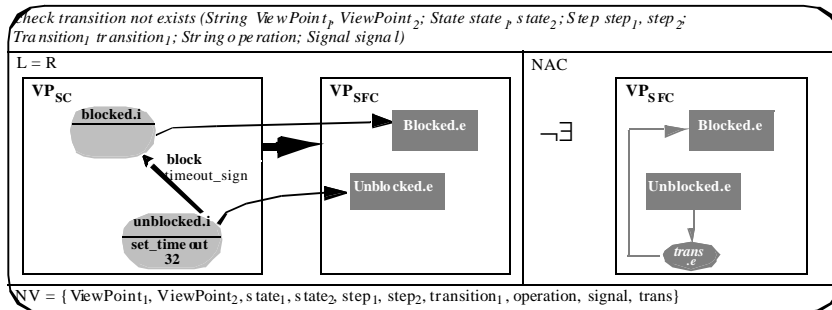 check transition not exists (String ViewPoint1, ViewPoint2; State state1, state2; Step step1, step2;
Transition1 transition1; String operation; Signal signal)
L = R
NAC
VPSC
VPSFC
VPSFC
blocked.i
Blocked.e
¬∃
Blocked.e
block
timeout_sign
Unblocked.e
Unblocked.e
unblocked.i
set_timeout
32
trans
.e
NV = {ViewPoint1, ViewPoint2, state1, state2, step1, step2, transition1, operation, signal, trans}